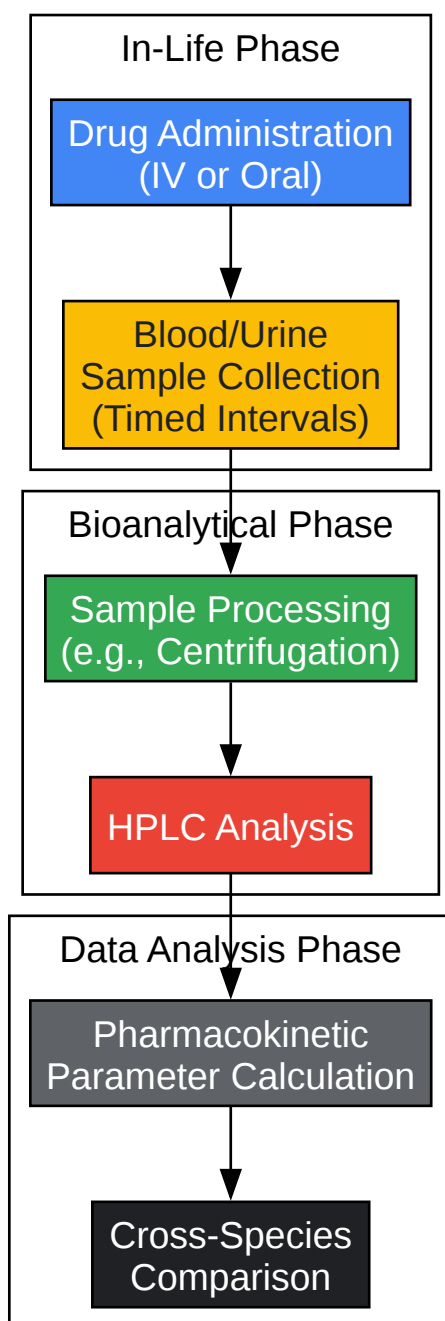 In-Life Phase
Drug Administration
(IV or Oral)
Blood/Urine
Sample Collection
(Timed Intervals)
Bioanalytical Phase
Sample Processing
(e.g., Centrifugation)
HPLC Analysis
Data Analysis Phase
Pharmacokinetic
Parameter Calculation
Cross-Species
Comparison